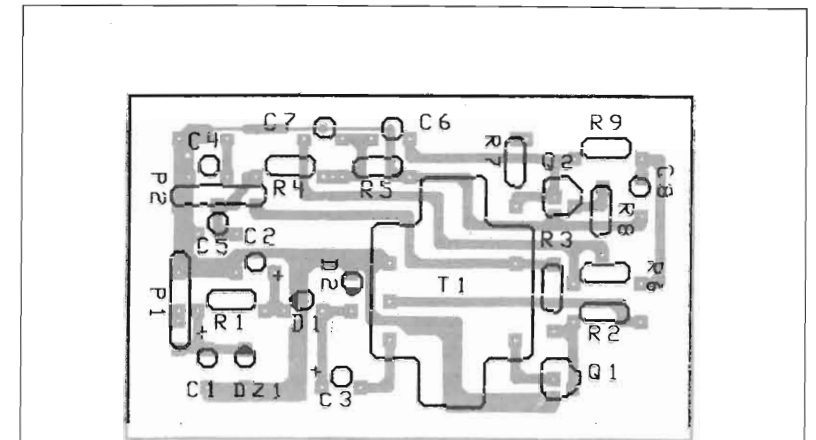 C7
C6
R9
C4
R7
Q2
P2
R4
R5
C8
R8
C5
C2
R3
D2
T1
R6
P1
+
R1
D1
R2
+
+
Q1
C1
DZ1
C3